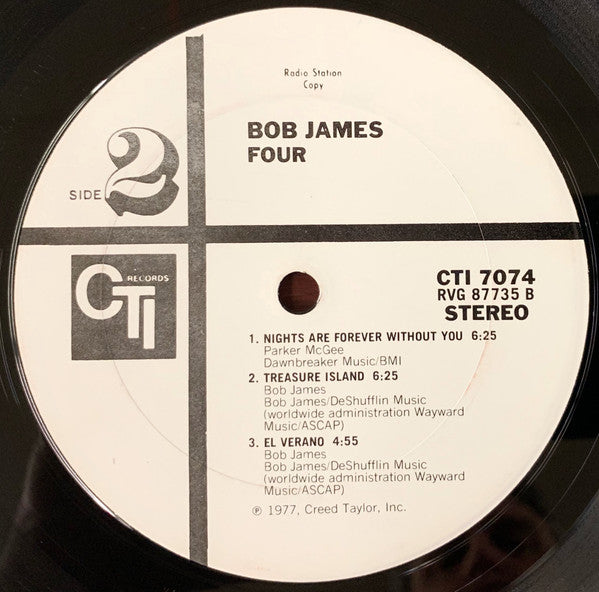 Radio Station
Copy
BOB JAMES
FOUR
SIDE 2
CTI RECORDS
CTI 7074
RVG 87735 B
STEREO
1. NIGHTS ARE FOREVER WITHOUT YOU 6:25
Parker McGee
Dawnbreaker Music/BMI
2. TREASURE ISLAND 6:25
Bob James
Bob James/DeShufflin Music
(worldwide administration Wayward
Music/ASCAP)
3. EL VERANO 4:55
Bob James
Bob James/DeShufflin Music
(worldwide administration Wayward
Music/ASCAP)
℗ 1977, Creed Taylor, Inc.